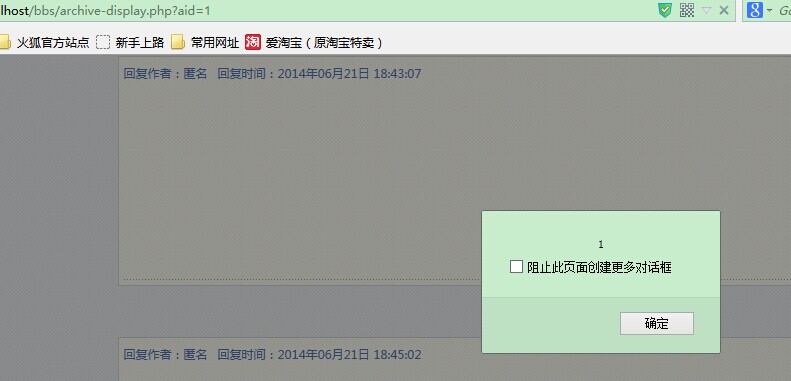 lhost/bbs/archive-display.php?aid=1
火狐官方站点 新手上路 常用网址 淘 爱淘宝（原淘宝特卖）
回复作者：匿名 回复时间：2014年06月21日 18:43:07
1
阻止此页面创建更多对话框
确定
回复作者：匿名 回复时间：2014年06月21日 18:45:02